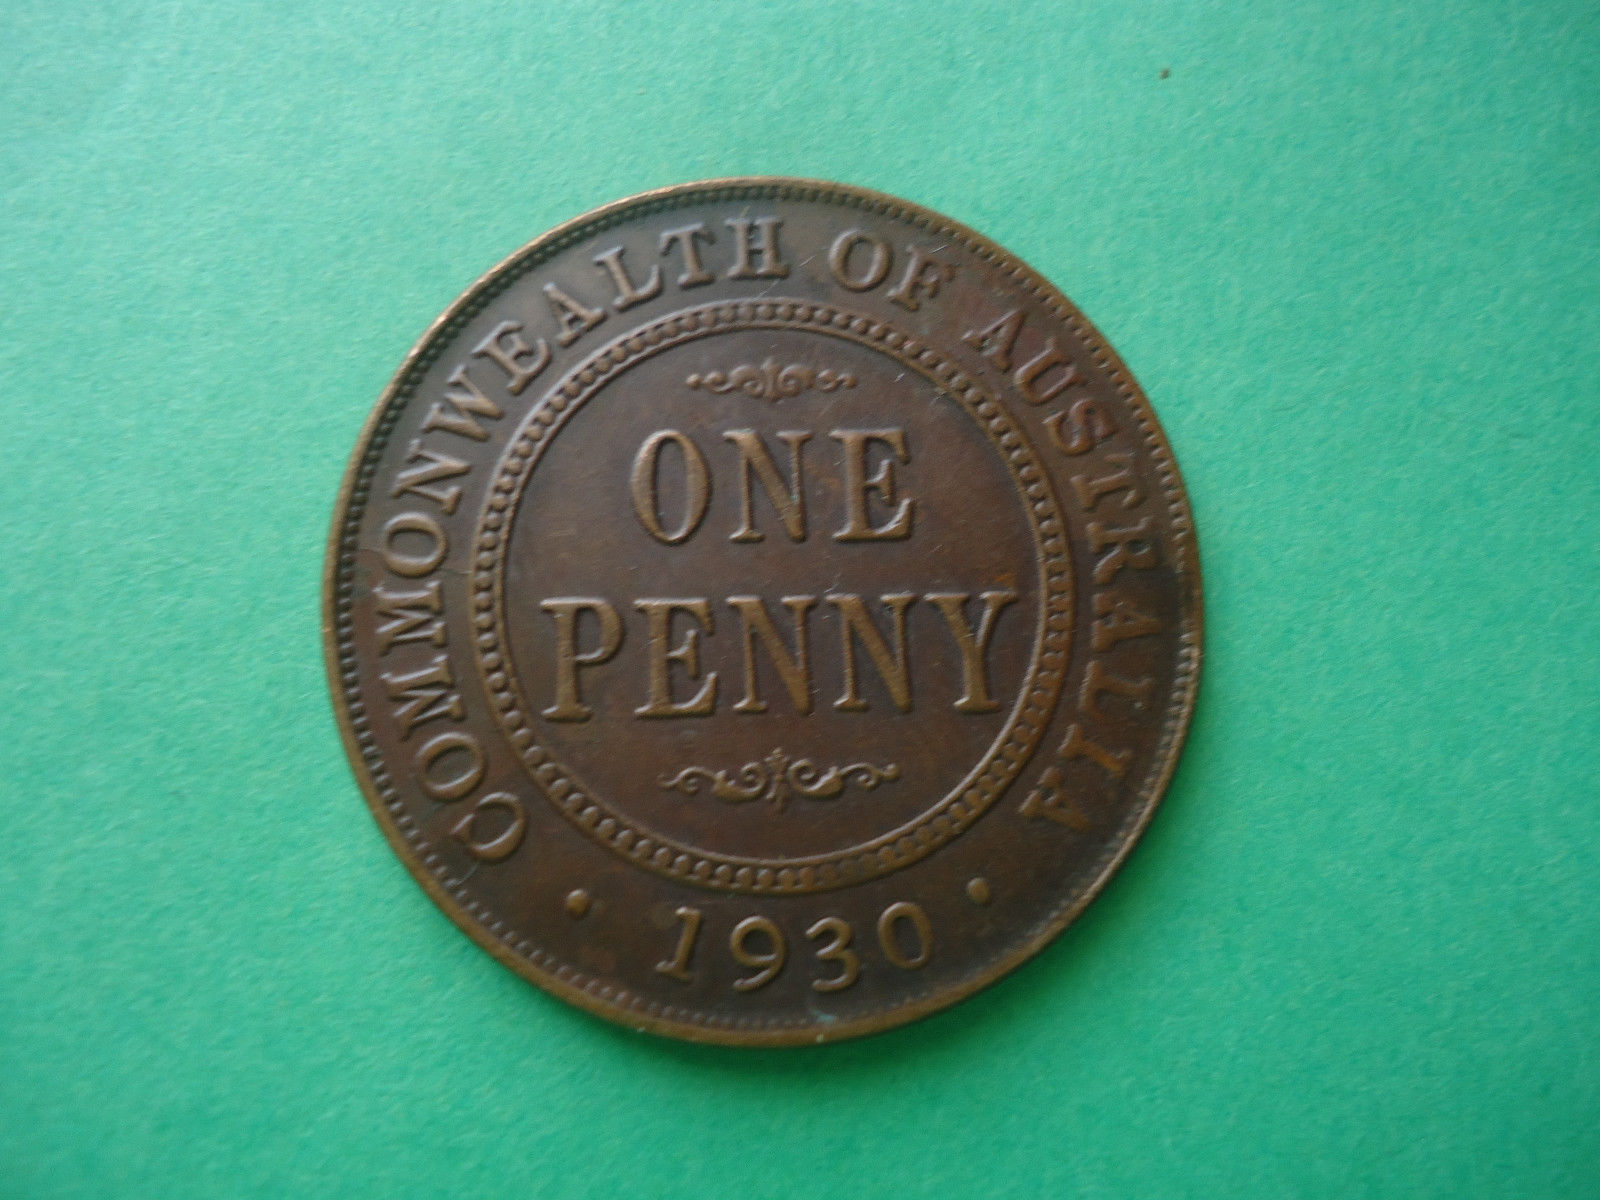 COMMONWEALTH OF AUSTRALIA
ONE
PENNY
· 1930 ·